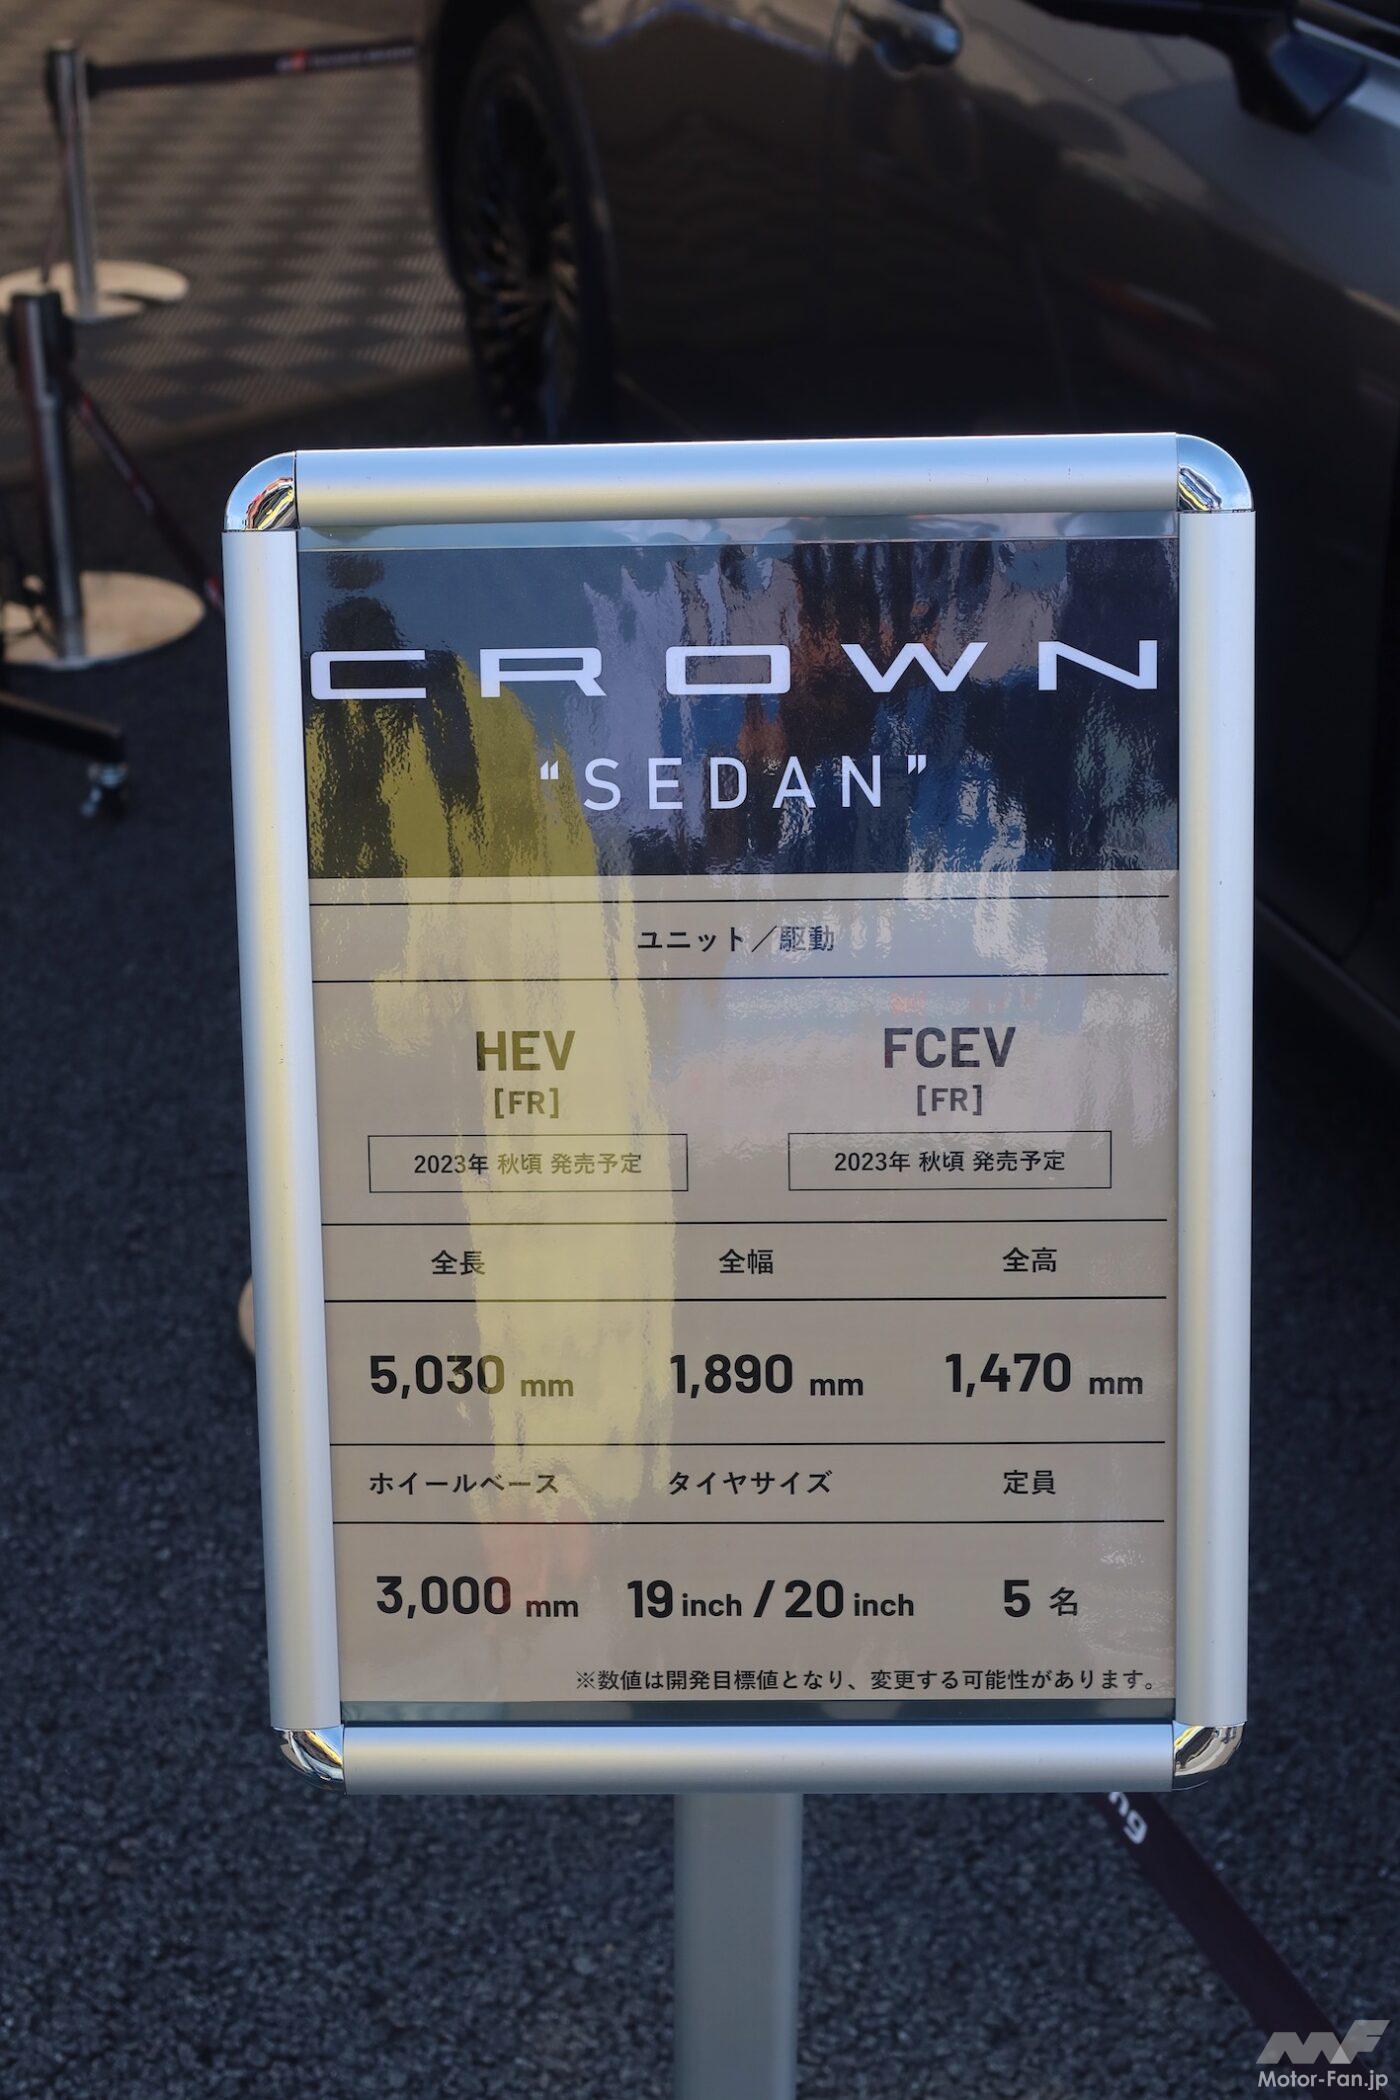 CROWN
“SEDAN”
ユニット／駆動
HEV FCEV
[FR] [FR]
2023年 秋頃 発売予定 2023年 秋頃 発売予定
全長 全幅 全高
5,030 mm 1,890 mm 1,470 mm
ホイールベース タイヤサイズ 定員
3,000 mm 19 inch / 20 inch 5 名
※数値は開発目標値となり、変更する可能性があります。
ng
Motor-Fan.jp